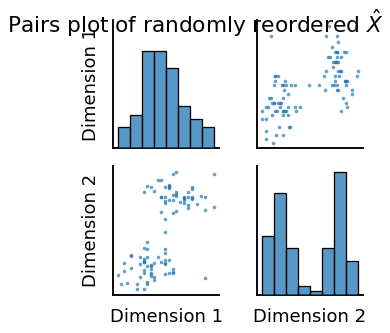 Pairs plot of randomly reordered X̂
Dimension 1
Dimension 2
Dimension 1
Dimension 2